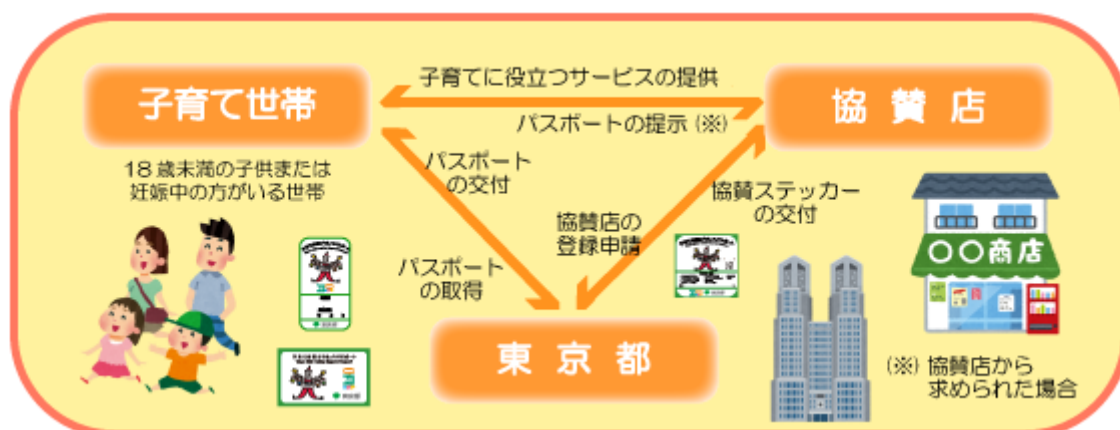 子育て世帯
18歳未満の子供または
妊娠中の方がいる世帯
子育てに役立つサービスの提供
パスポートの提示(※)
協賛店
パスポート
の交付
パスポート
の取得
協賛店の
登録申請
協賛ステッカー
の交付
東京都
〇〇商店
(※)協賛店から
求められた場合